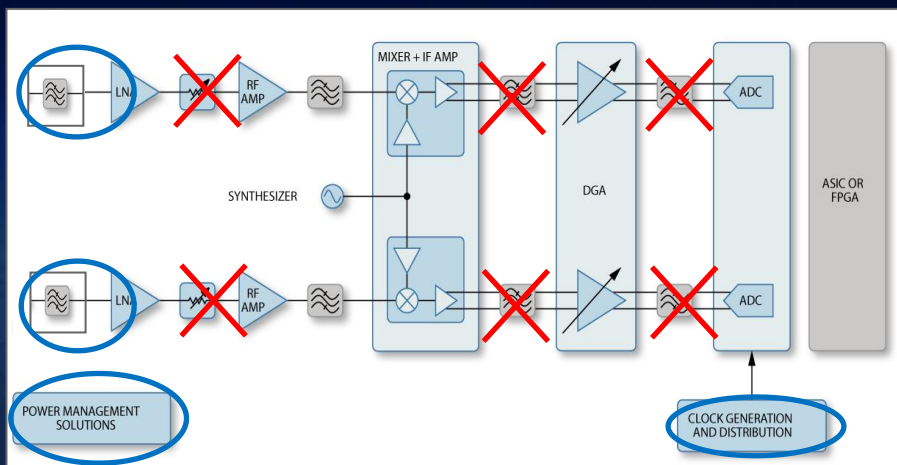 MIXER + IF AMP
LNA
RF
AMP
ADC
SYNTHESIZER
DGA
ASIC OR
FPGA
LNA
RF
AMP
ADC
POWER MANAGEMENT
SOLUTIONS
CLOCK GENERATION
AND DISTRIBUTION